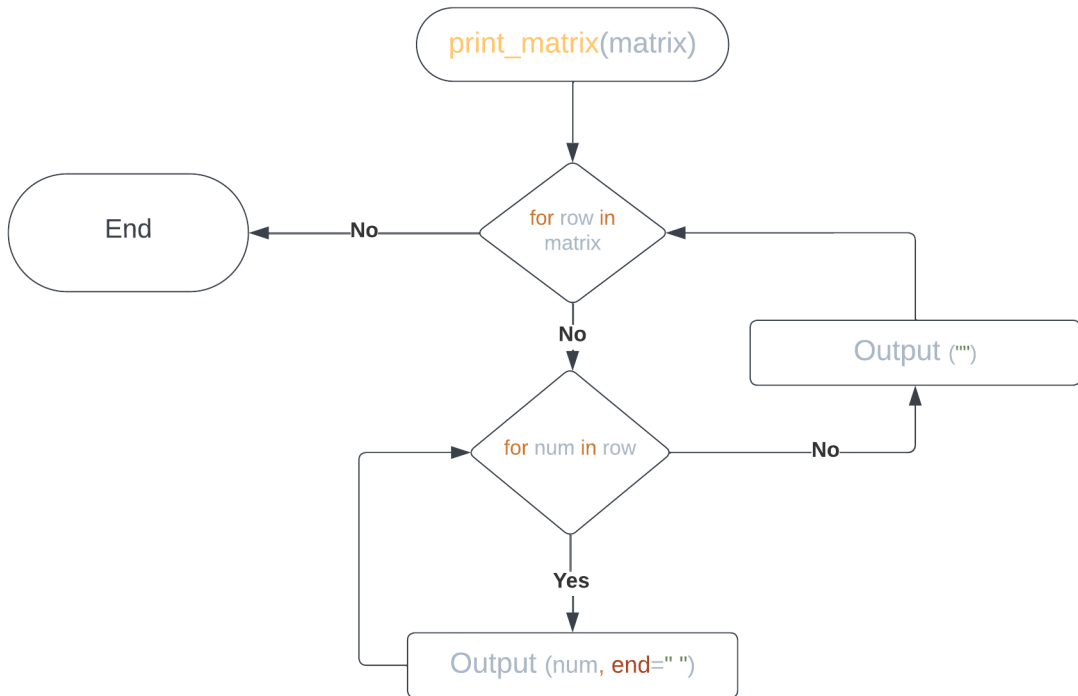 print_matrix(matrix)
for row in
matrix
No
End
No
Output ("")
for num in row
No
Yes
Output (num, end=" ")